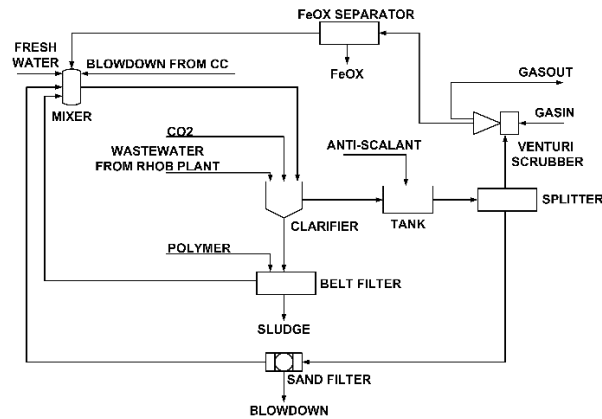 FeOX SEPARATOR
FRESH
WATER
BLOWDOWN FROM CC
FeOX
GASOUT
GASIN
MIXER
VENTURI
SCRUBBER
CO2
WASTEWATER
FROM RHOB PLANT
ANTI-SCALANT
SPLITTER
CLARIFIER
TANK
POLYMER
BELT FILTER
SLUDGE
SAND FILTER
BLOWDOWN